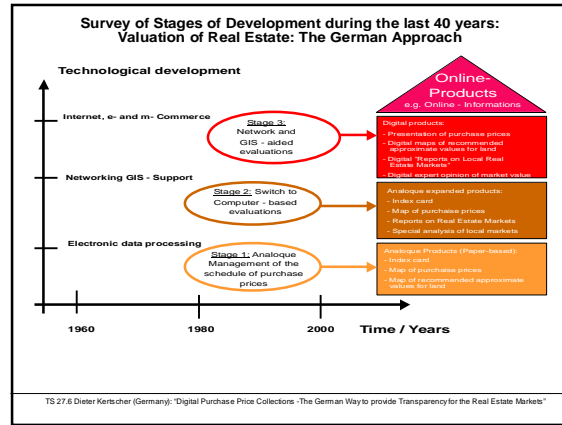 Survey of Stages of Development during the last 40 years:
Valuation of Real Estate: The German Approach
Technological development
Online-
Products
e.g. Online - Informations
Internet, e- and m- Commerce
Stage 3:
Network and
GIS - aided
evaluations
Digital products:
- Presentation of purchase prices
- Digital maps of recommended
approximate values for land
- Digital "Reports on Local Real
Estate Markets"
- Digital expert opinion of market value
Networking GIS - Support
Stage 2: Switch to
Computer - based
evaluations
Analoque expanded products:
- Index card
- Map of purchase prices
- Reports on Real Estate Markets
- Special analysis of local markets
Electronic data processing
Stage 1: Analoque
Management of the
schedule of purchase
prices
Analoque Products (Paper-based):
- Index card
- Map of purchase prices
- Map of recommended approximate
values for land
1960
1980
2000
Time / Years
TS 27.6 Dieter Kertscher (Germany): "Digital Purchase Price Collections -The German Way to provide Transparency for the Real Estate Markets"